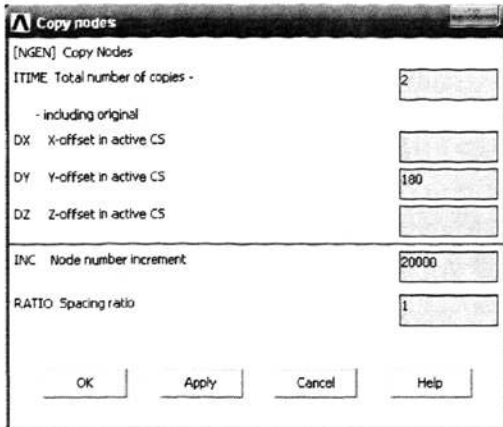 Copy nodes
[NGEN] Copy Nodes
ITIME Total number of copies - 2
- including original
DX X-offset in active CS
DY Y-offset in active CS 180
DZ Z-offset in active CS
INC Node number increment 20000
RATIO Spacing ratio 1
OK Apply Cancel Help